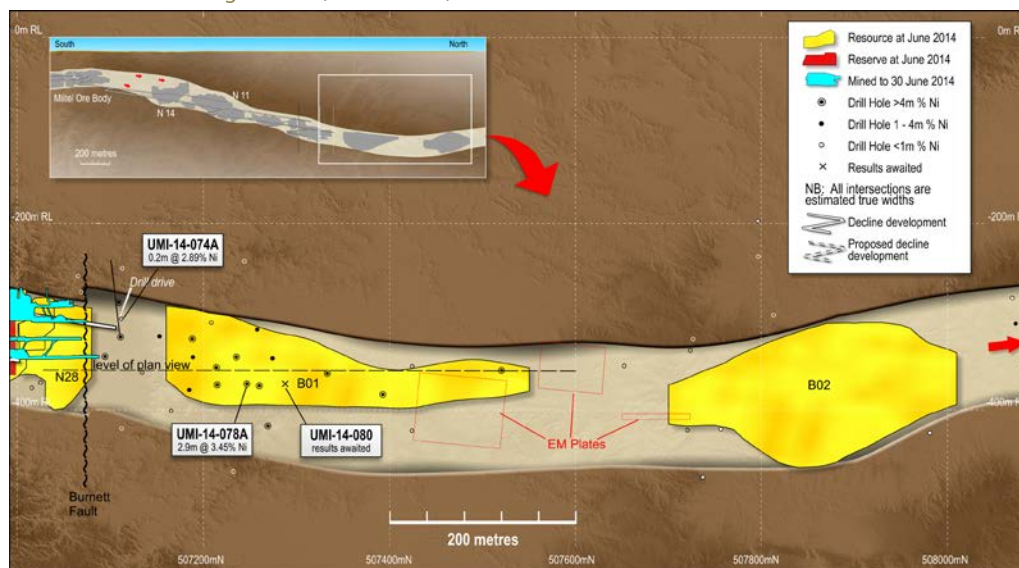 0m RL
South
North
Miitel Ore Body
N 11
N 14
200 metres
0m RL
Resource at June 2014
Reserve at June 2014
Mined to 30 June 2014
Drill Hole >4m % Ni
Drill Hole 1 - 4m % Ni
Drill Hole <1m % Ni
Results awaited
NB; All intersections are
estimated true widths
Decline development
Proposed decline
development
-200m RL
-200m RL
UMI-14-074A
0.2m @ 2.89% Ni
Drill drive
level of plan view
N28
B01
B02
-400m RL
-400m RL
UMI-14-078A
2.9m @ 3.45% Ni
UMI-14-080
results awaited
EM Plates
Burnett
Fault
200 metres
507200mN
507400mN
507600mN
507800mN
508000mN